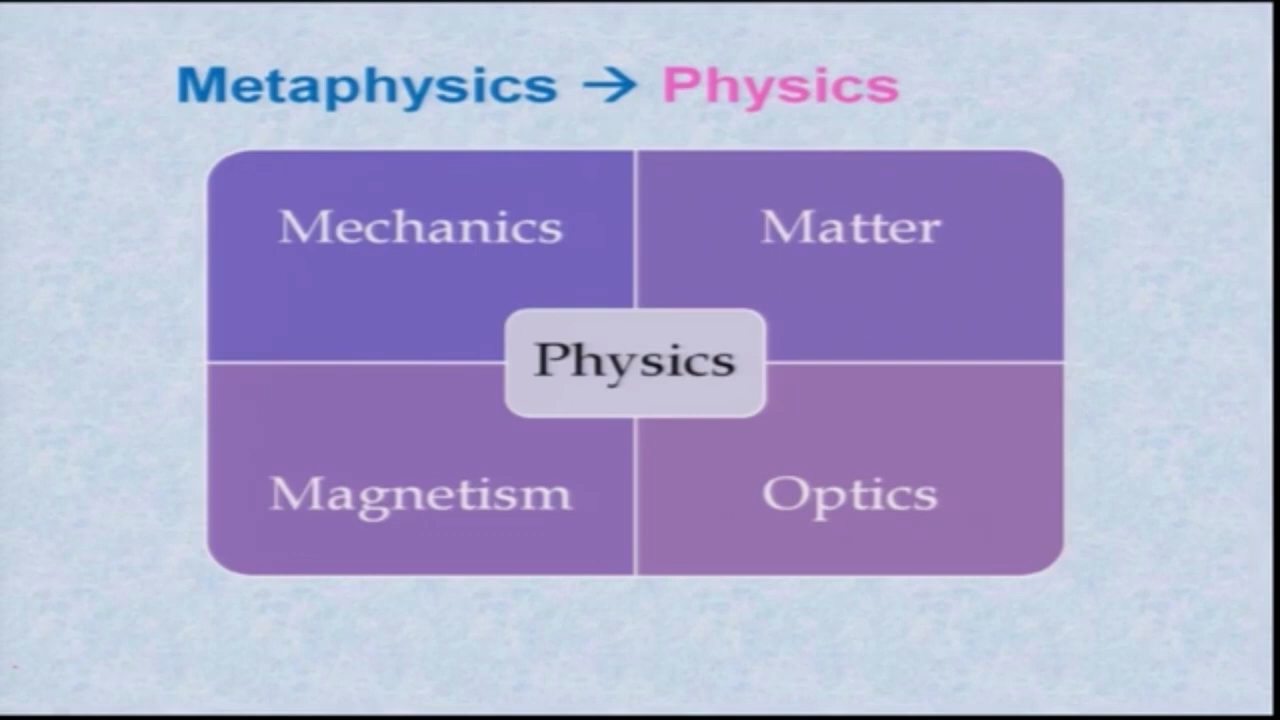 Metaphysics → Physics
Mechanics
Matter
Physics
Magnetism
Optics